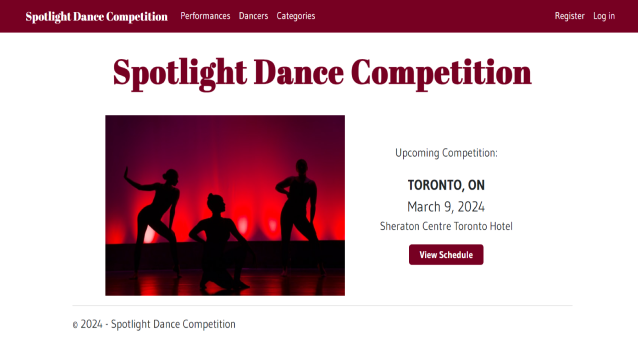 Spotlight Dance Competition Performances Dancers Categories Register Log in
Spotlight Dance Competition
Upcoming Competition:
TORONTO, ON
March 9, 2024
Sheraton Centre Toronto Hotel
View Schedule
© 2024 - Spotlight Dance Competition